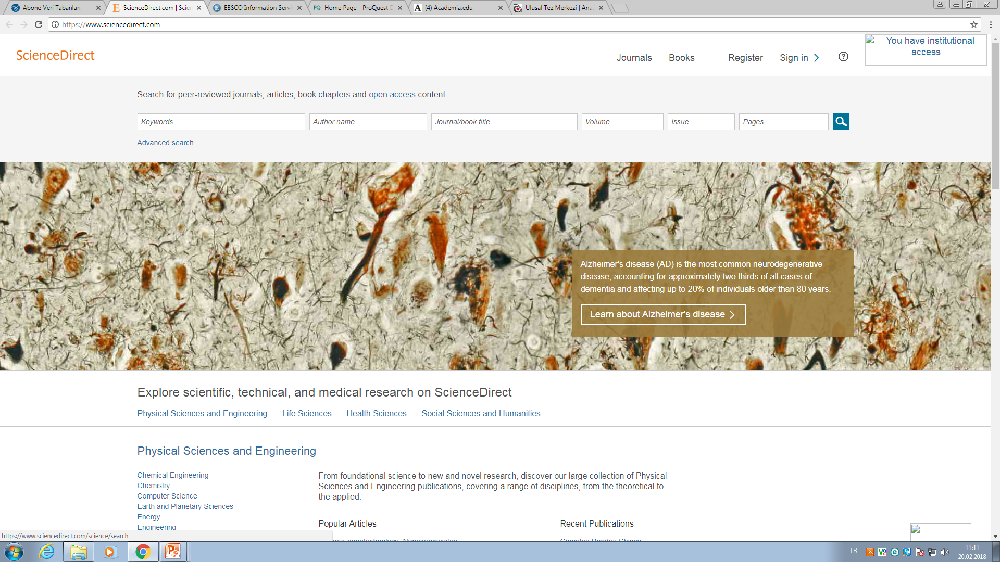 Abone Veri Tabanları
ScienceDirect.com | Scien
EBSCO Information Servi
PQ Home Page - ProQuest D
A (4) Academia.edu
Ulusal Tez Merkezi | Ana
https://www.sciencedirect.com
ScienceDirect
Journals
Books
Register
Sign in
You have institutional
access
Search for peer-reviewed journals, articles, book chapters and open access content.
Keywords
Author name
Journal/book title
Volume
Issue
Pages
Advanced search
Alzheimer's disease (AD) is the most common neurodegenerative
disease, accounting for approximately two thirds of all cases of
dementia and affecting up to 20% of individuals older than 80 years.
Learn about Alzheimer's disease
Explore scientific, technical, and medical research on ScienceDirect
Physical Sciences and Engineering
Life Sciences
Health Sciences
Social Sciences and Humanities
Physical Sciences and Engineering
Chemical Engineering
Chemistry
Computer Science
Earth and Planetary Sciences
Energy
Engineering
From foundational science to new and novel research, discover our large collection of Physical
Sciences and Engineering publications, covering a range of disciplines, from the theoretical to
the applied.
Popular Articles
Recent Publications
nanotechnology: Nanocomposites
Comptes Rendus Chimie
https://www.sciencedirect.com/science/search
TR
11:11
20.02.2018